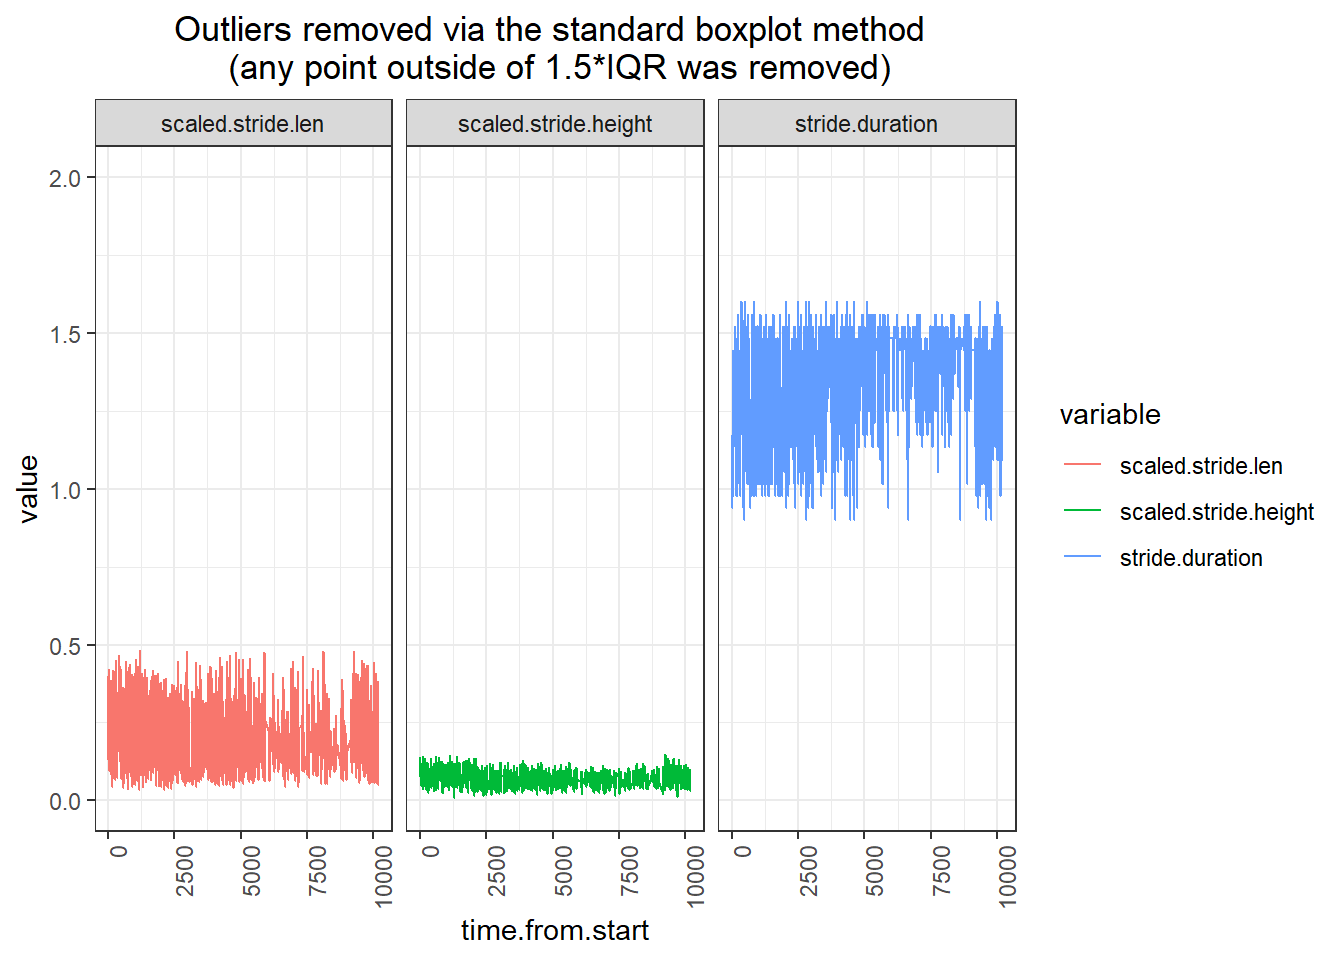 Outliers removed via the standard boxplot method
(any point outside of 1.5*IQR was removed)
scaled.stride.len
scaled.stride.height
stride.duration
2.0
1.5
1.0
0.5
0.0
value
0
2500
5000
7500
10000
0
2500
5000
7500
10000
0
2500
5000
7500
10000
time.from.start
variable
scaled.stride.len
scaled.stride.height
stride.duration